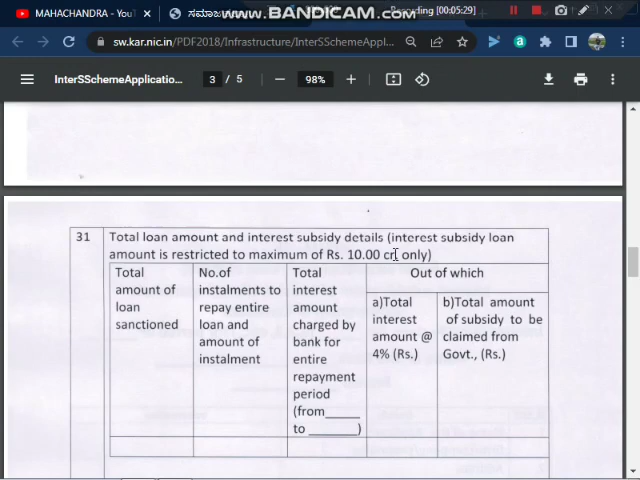 MAHACHANDRA - YouT
ಸಮಾಜ
WWW.BANDICAM.COM
Recording [00:05:29]
sw.kar.nic.in/PDF2018/Infrastructure/InterSSchemeAppl...
InterSSchemeApplicatio...
3 / 5
98%
31 Total loan amount and interest subsidy details (interest subsidy loan
amount is restricted to maximum of Rs. 10.00 cr only)
Total
amount of
loan
sanctioned
No.of
instalments to
repay entire
loan and
amount of
instalment
Total
interest
amount
charged by
bank for
entire
repayment
period
(from_____
to _______)
Out of which
a)Total
interest
amount @
4% (Rs.)
b)Total amount
of subsidy to be
claimed from
Govt., (Rs.)